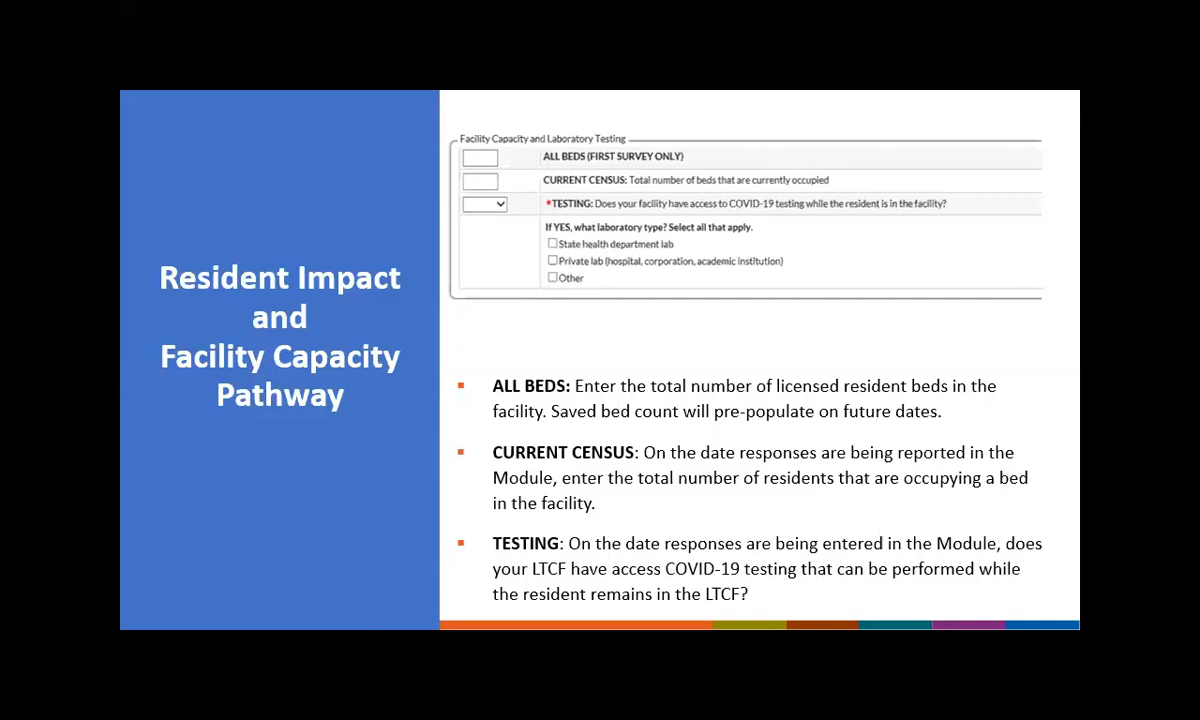 Resident Impact
and
Facility Capacity
Pathway
Facility Capacity and Laboratory Testing
ALL BEDS (FIRST SURVEY ONLY)
CURRENT CENSUS: Total number of beds that are currently occupied
*TESTING: Does your facility have access to COVID-19 testing while the resident is in the facility?
If YES, what laboratory type? Select all that apply.
State health department lab
Private lab (hospital, corporation, academic institution)
Other
ALL BEDS: Enter the total number of licensed resident beds in the
facility. Saved bed count will pre-populate on future dates.
CURRENT CENSUS: On the date responses are being reported in the
Module, enter the total number of residents that are occupying a bed
in the facility.
TESTING: On the date responses are being entered in the Module, does
your LTCF have access COVID-19 testing that can be performed while
the resident remains in the LTCF?